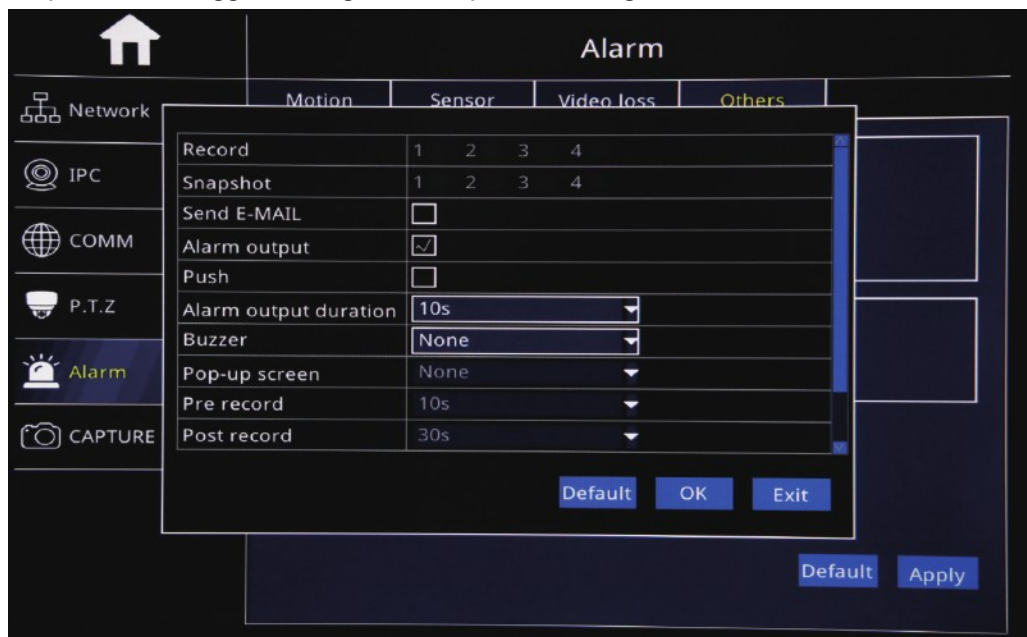 Alarm
Network
Motion
Sensor
Video loss
Others
Record 1 2 3 4
IPC
Snapshot 1 2 3 4
Send E-MAIL
COMM
Alarm output
Push
P.T.Z
Alarm output duration 10s
Buzzer None
Alarm
Pop-up screen None
Pre record 10s
CAPTURE
Post record 30s
Default OK Exit
Default Apply